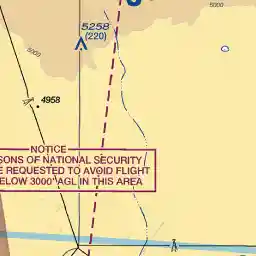 5000
5258
(220)
5000
4958
NOTICE
SONS OF NATIONAL SECURITY
E REQUESTED TO AVOID FLIGHT
ELOW 3000' AGL IN THIS AREA